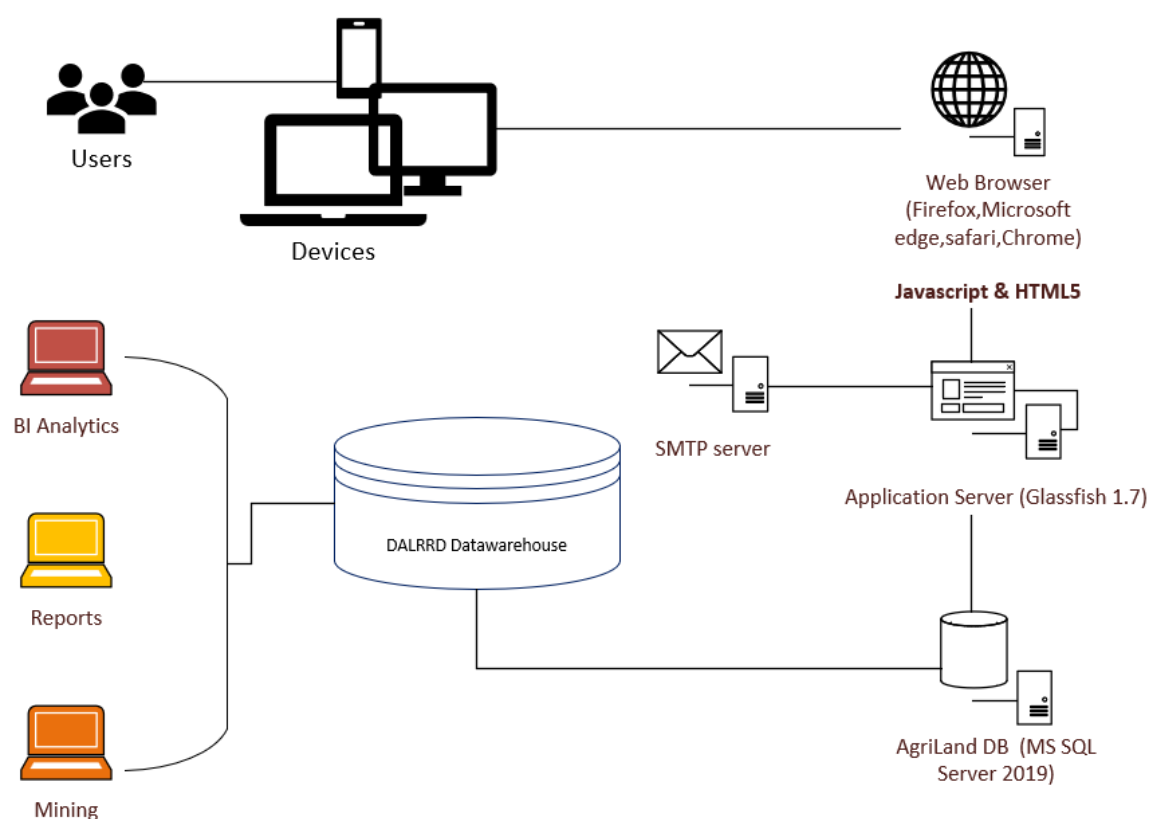 Users
Devices
Web Browser
(Firefox,Microsoft
edge,safari,Chrome)
Javascript & HTML5
BI Analytics
SMTP server
Application Server (Glassfish 1.7)
DALRRD Datawarehouse
Reports
AgriLand DB (MS SQL
Server 2019)
Mining